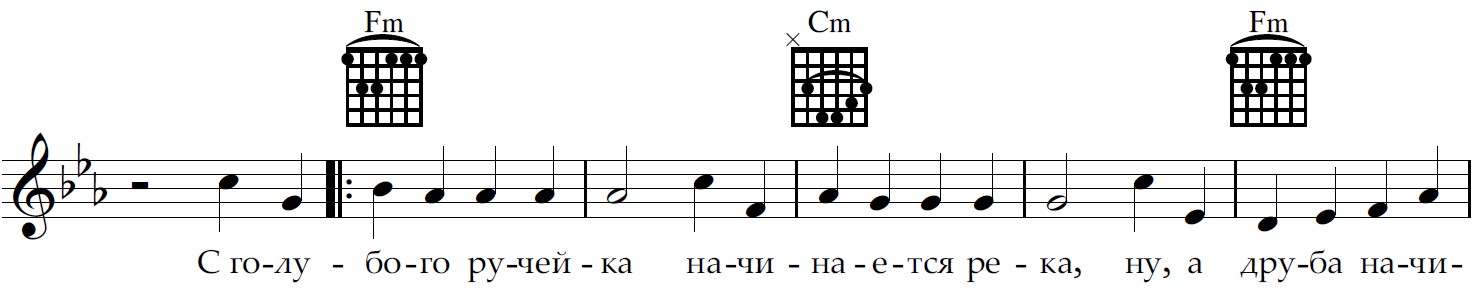 Fm Cm Fm
С го-лу - бо-го ру-чей-ка на-чи - на-е-тся ре-ка, ну, а дру-ба на-чи-